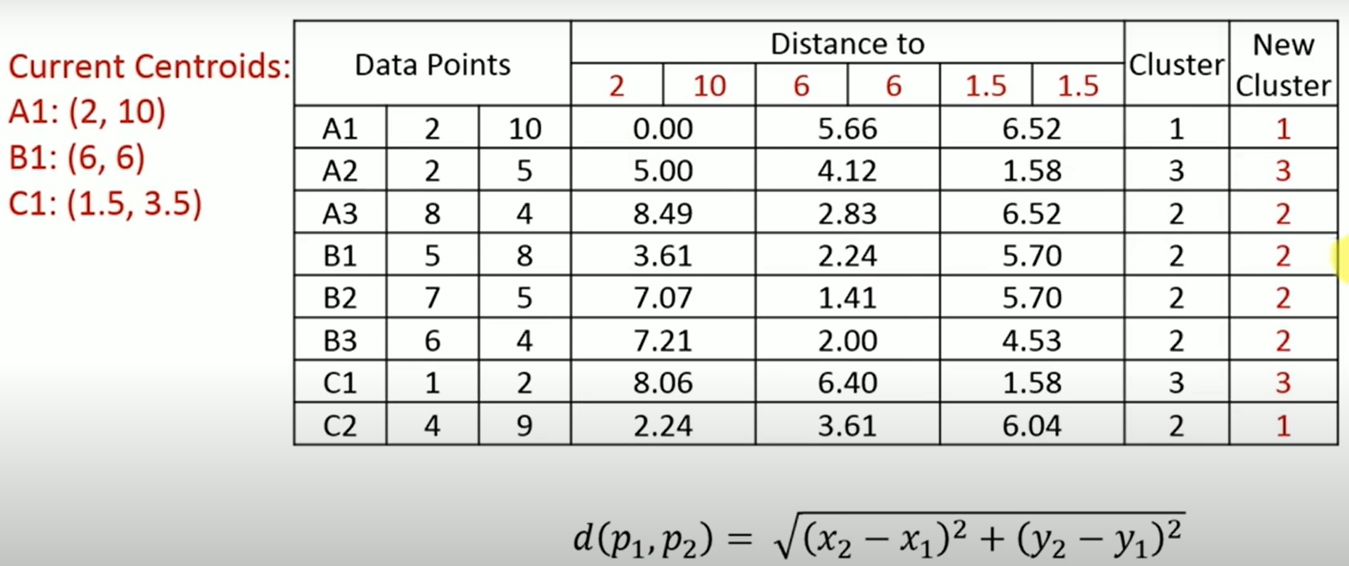 Current Centroids:
A1: (2, 10)
B1: (6, 6)
C1: (1.5, 3.5)
Data Points Distance to Cluster New Cluster
2 10 6 6 1.5 1.5
A1 2 10 0.00 5.66 6.52 1 1
A2 2 5 5.00 4.12 1.58 3 3
A3 8 4 8.49 2.83 6.52 2 2
B1 5 8 3.61 2.24 5.70 2 2
B2 7 5 7.07 1.41 5.70 2 2
B3 6 4 7.21 2.00 4.53 2 2
C1 1 2 8.06 6.40 1.58 3 3
C2 4 9 2.24 3.61 6.04 2 1
d(p₁, p₂) = √(x₂ − x₁)² + (y₂ − y₁)²